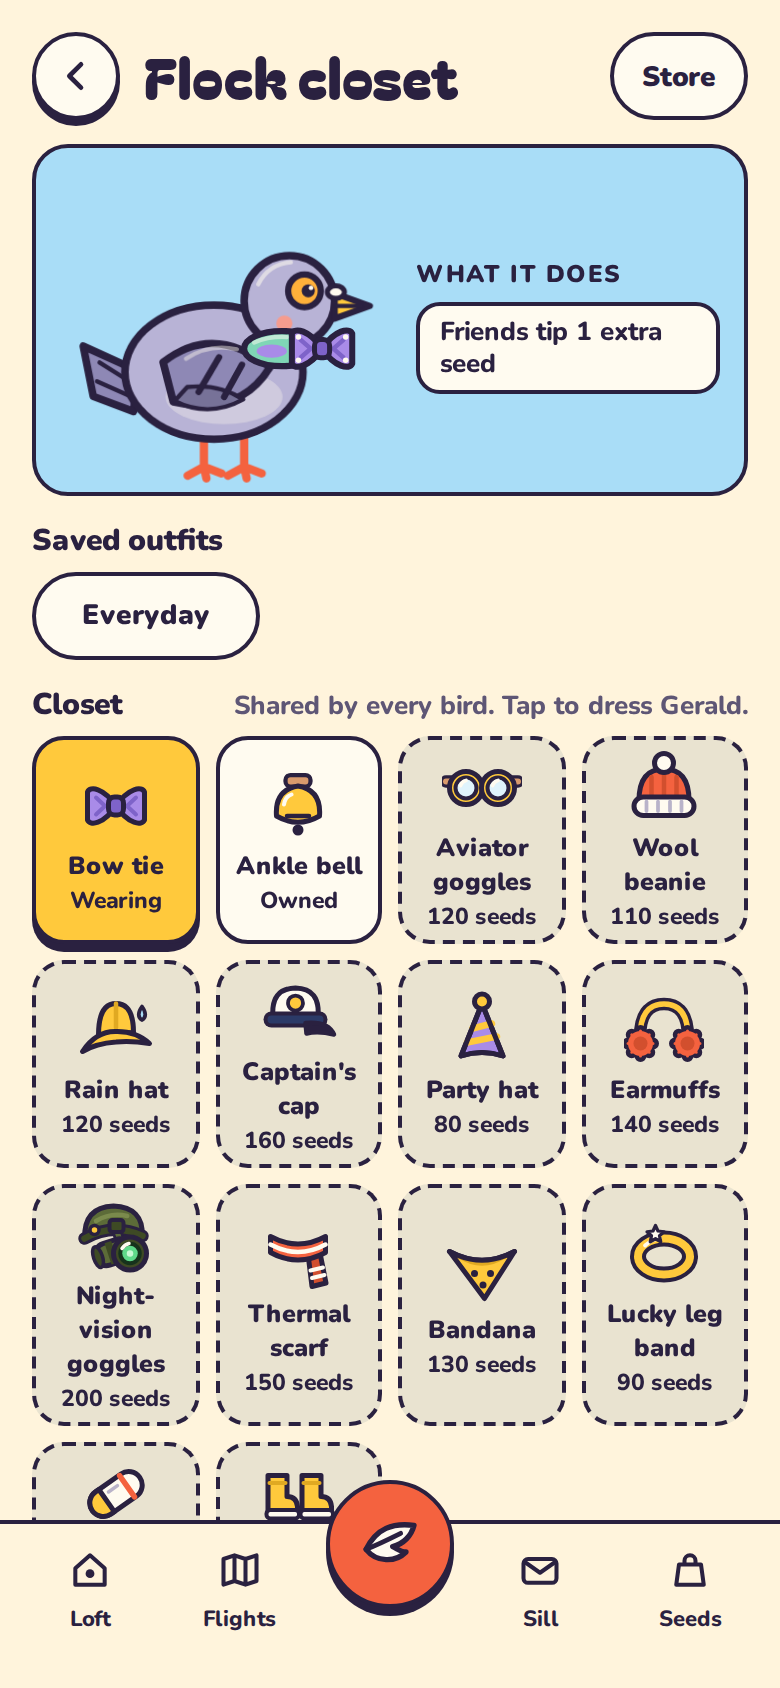 Flock closet
Store
WHAT IT DOES
Friends tip 1 extra
seed
Saved outfits
Everyday
Closet
Shared by every bird. Tap to dress Gerald.
Bow tie
Wearing
Ankle bell
Owned
Aviator
goggles
120 seeds
Wool
beanie
110 seeds
Rain hat
120 seeds
Captain's
cap
160 seeds
Party hat
80 seeds
Earmuffs
140 seeds
Night-
vision
goggles
200 seeds
Thermal
scarf
150 seeds
Bandana
130 seeds
Lucky leg
band
90 seeds
Loft
Flights
Sill
Seeds